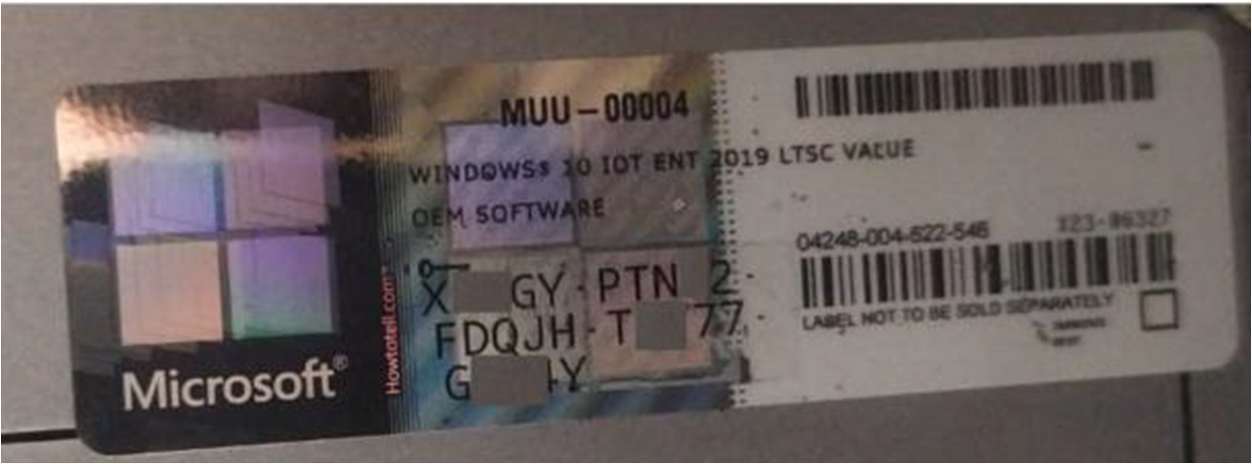 MUU-00004
WINDOWS® 10 IOT ENT 2019 LTSC VALUE
OEM SOFTWARE
X GY-PTN 2
FDQJH-T 77-
G Y
Howtotell.com
Microsoft®
04248-004-622-546 X23-86327
LABEL NOT TO BE SOLD SEPARATELY